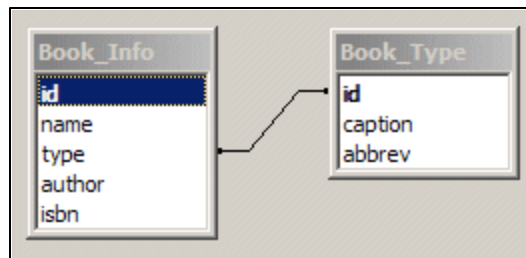 Book_Info
id
name
type
author
isbn
Book_Type
id
caption
abbrev